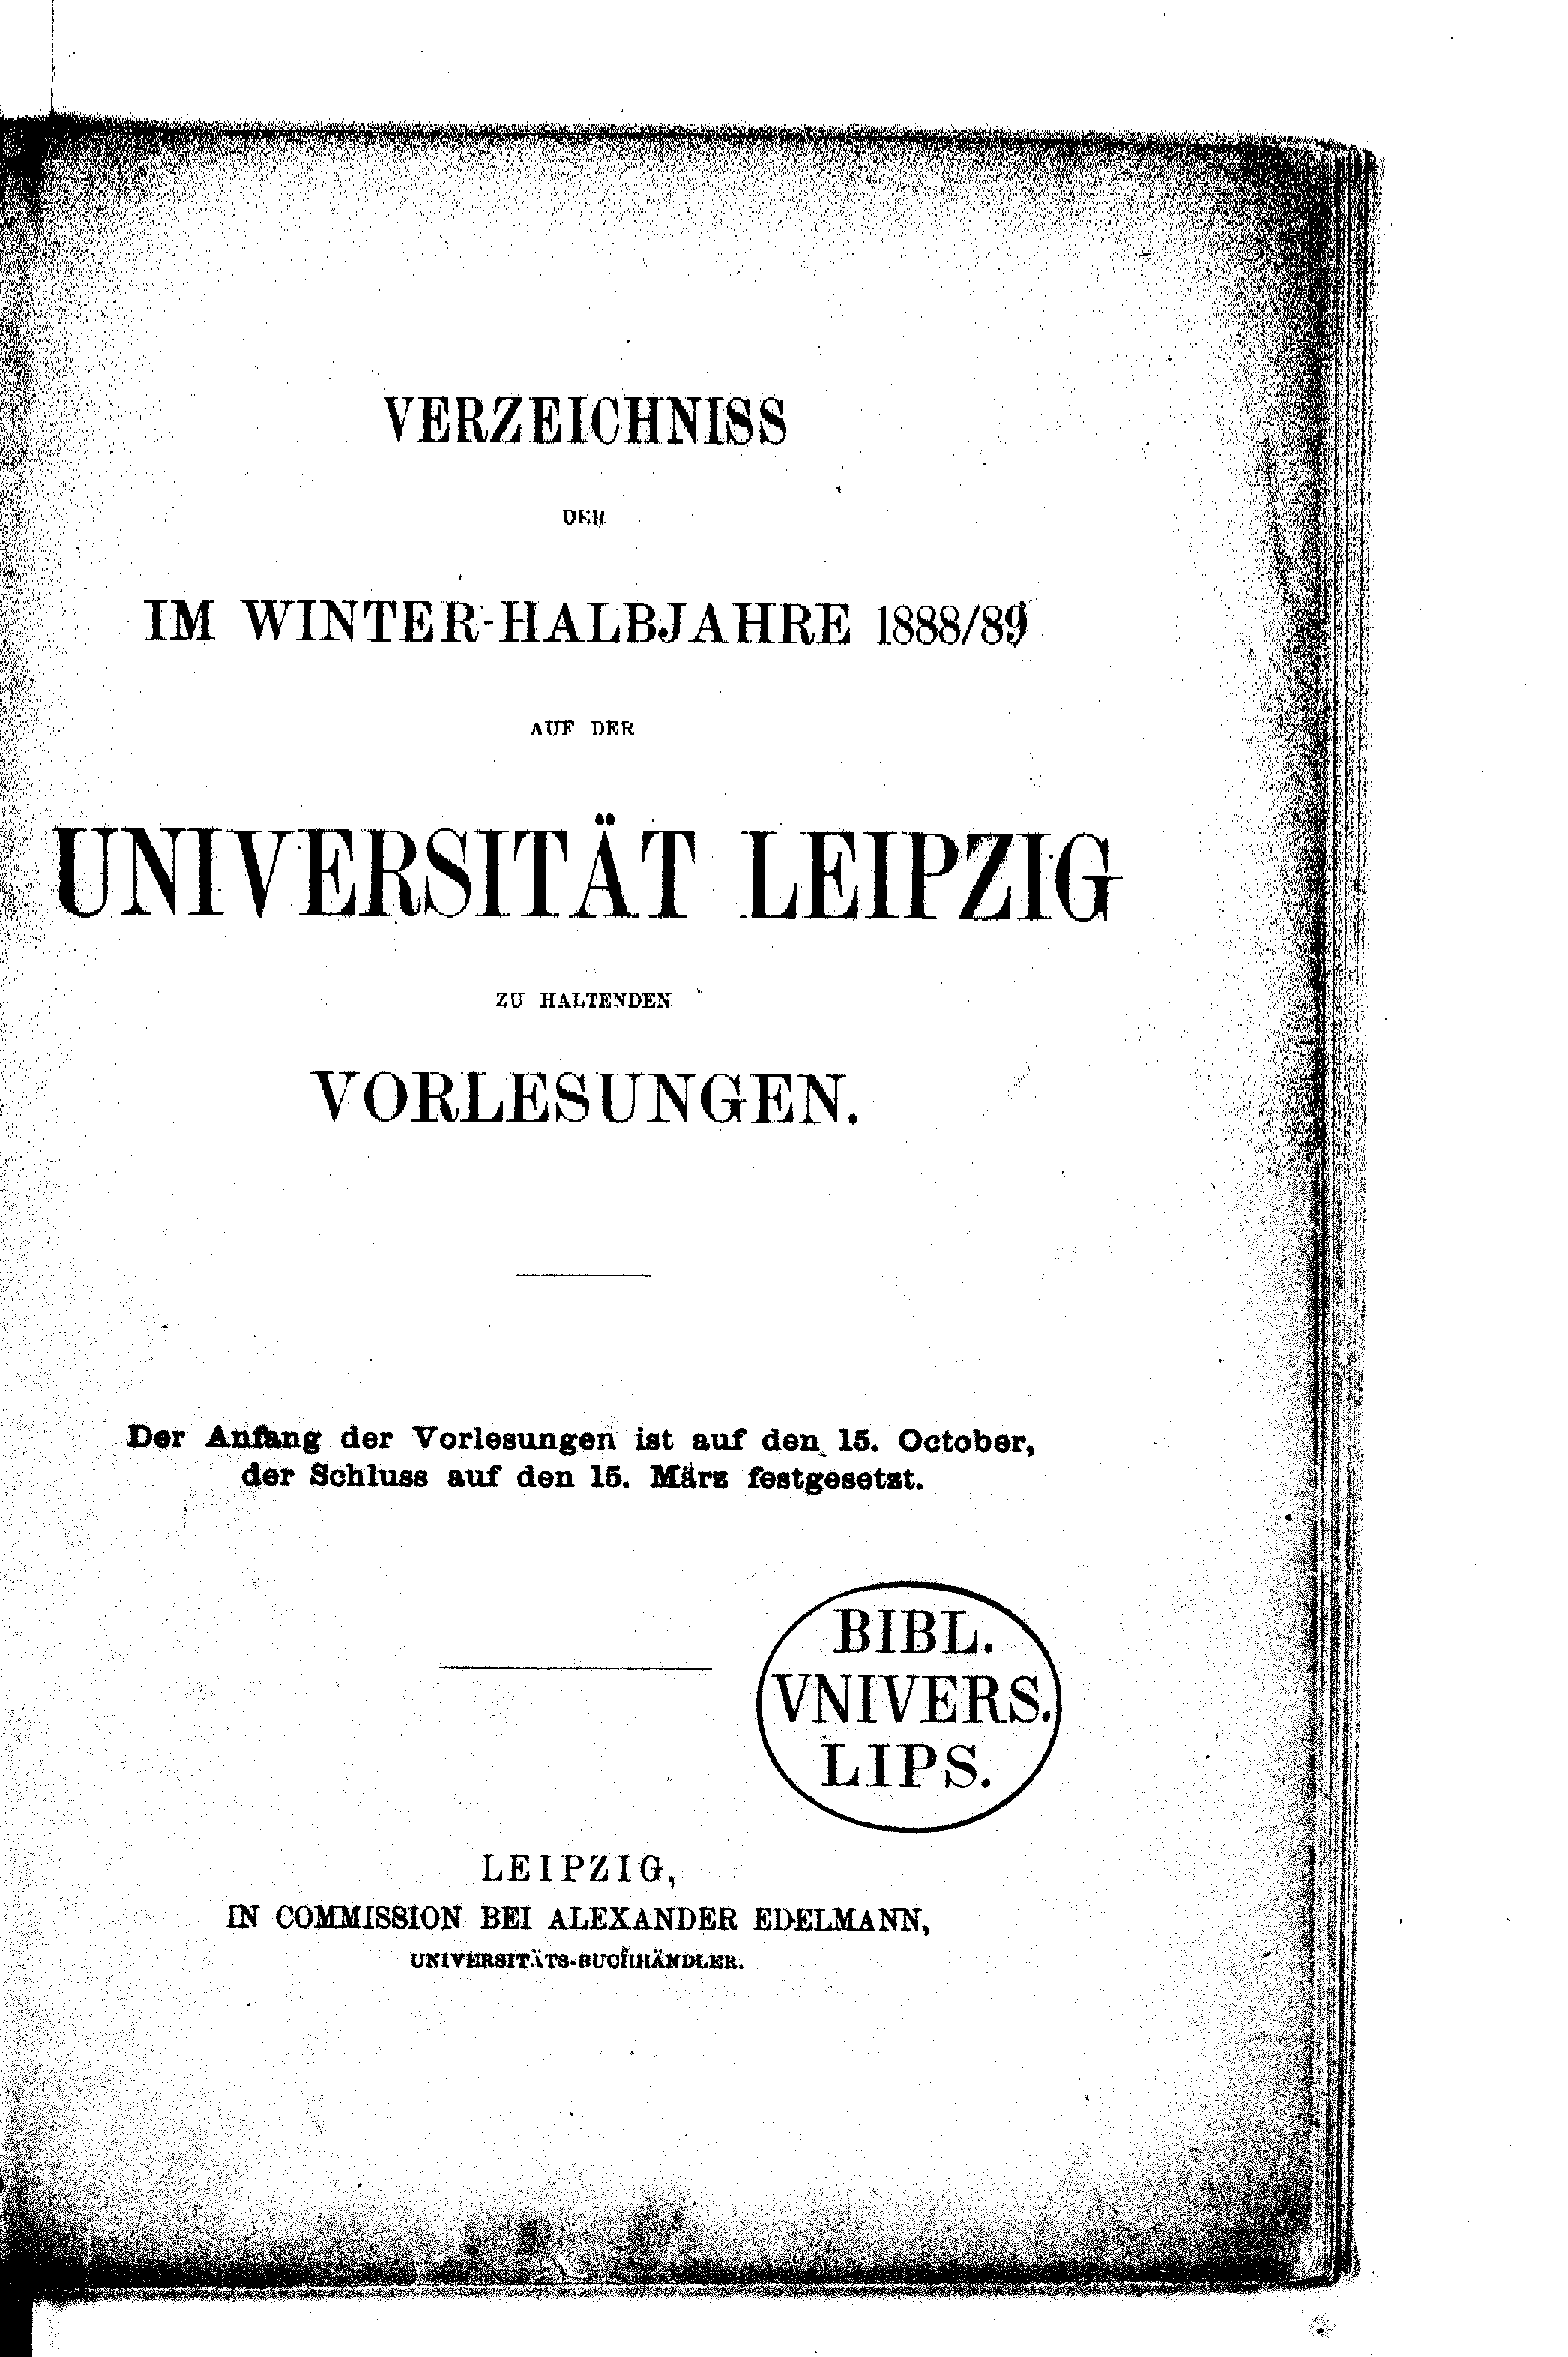 VERZEICHNISS
DER
IM WINTER-HALBJAHRE 1888/89
AUF DER
UNIVERSITÄT LEIPZIG
ZU HALTENDEN
VORLESUNGEN.
Der Anfang der Vorlesungen ist auf den 15. October,
der Schluss auf den 15. März festgesetzt.
BIBL.
VNIVERS.
LIPS.
LEIPZIG,
IN COMMISSION BEI ALEXANDER EDELMANN,
UNIVERSITÄTS-BUCHHÄNDLER.